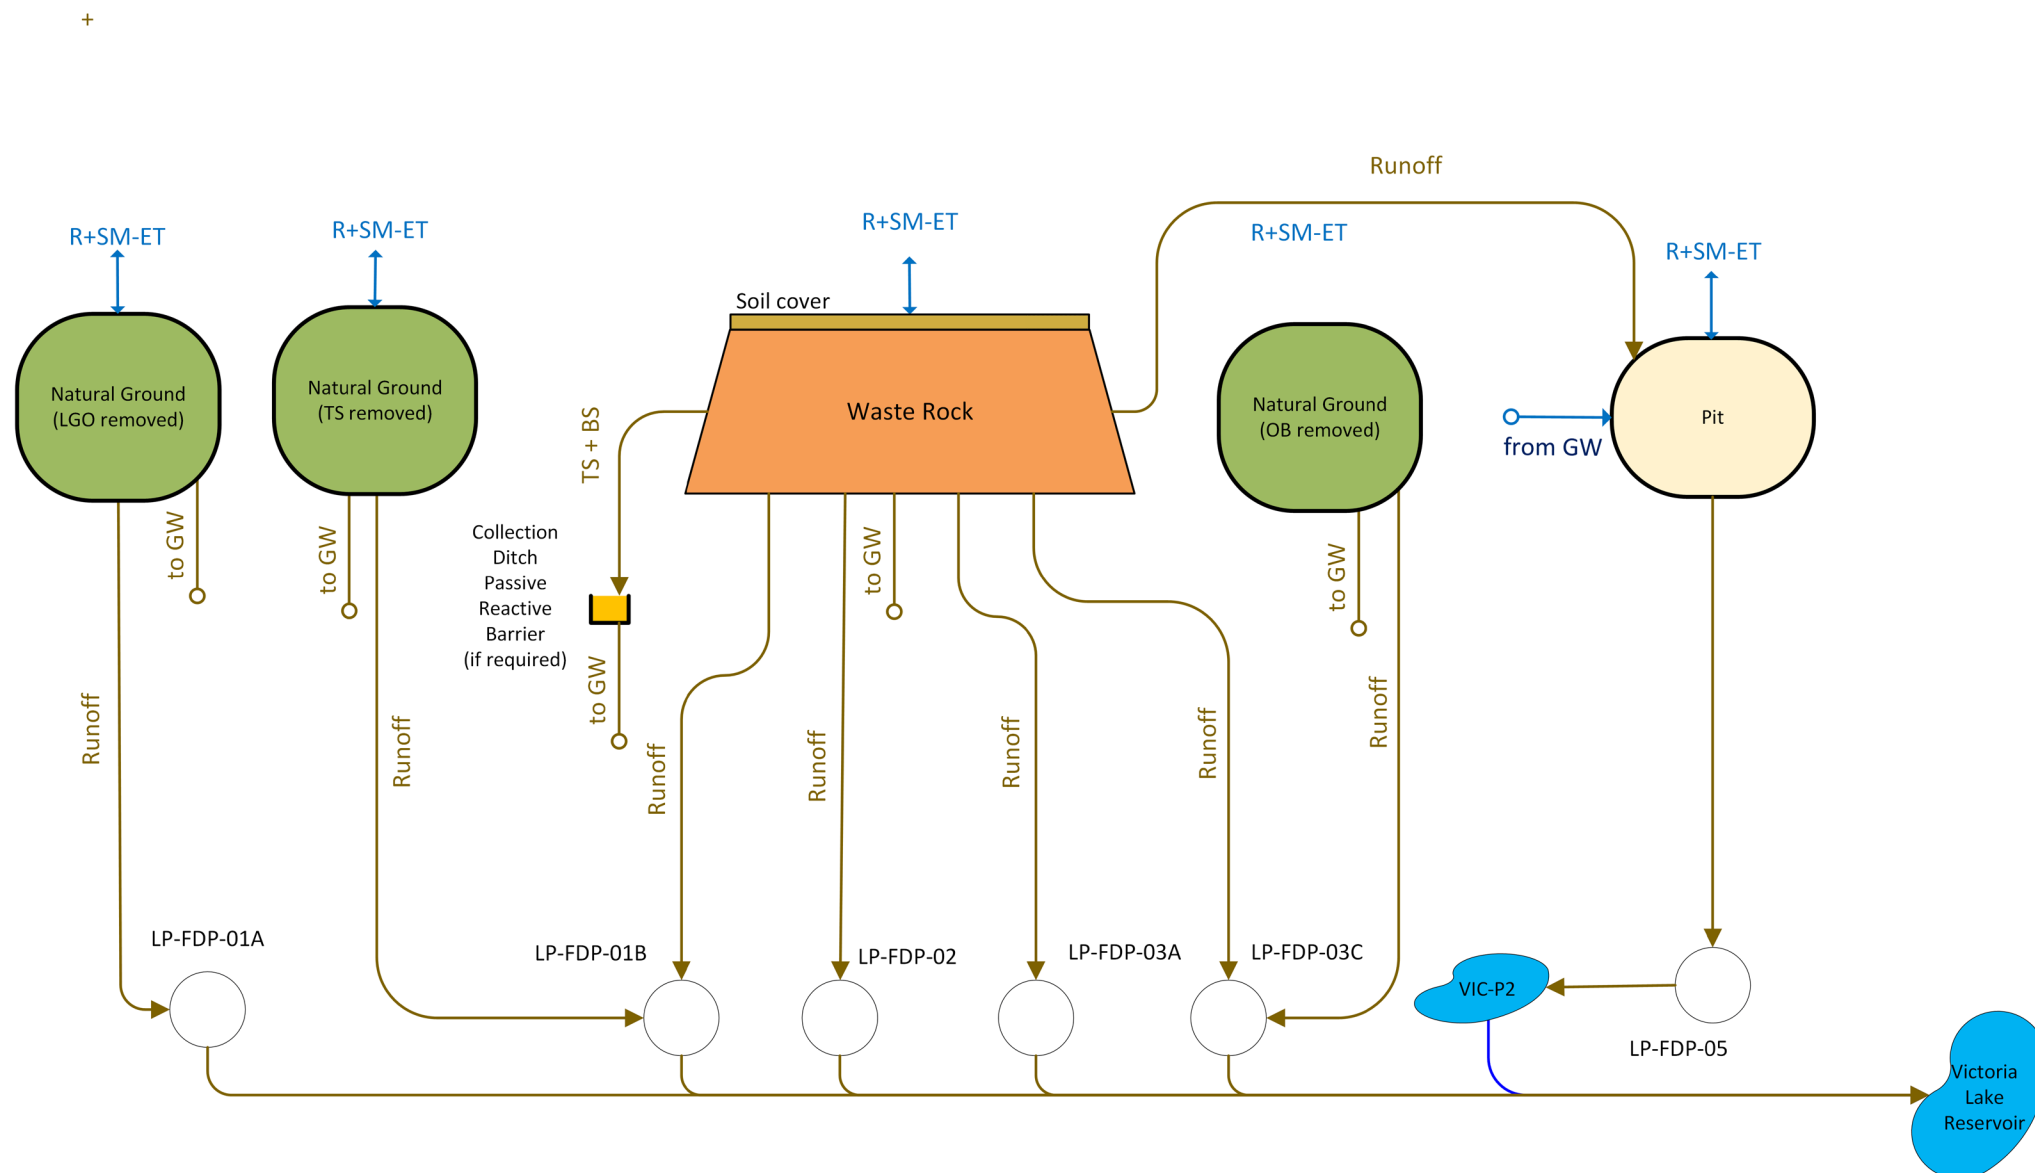 +
Runoff
R+SM-ET
R+SM-ET
R+SM-ET
R+SM-ET
R+SM-ET
Soil cover
Natural Ground
(LGO removed)
Natural Ground
(TS removed)
Waste Rock
Natural Ground
(OB removed)
Pit
from GW
TS + BS
to GW
to GW
Collection
Ditch
Passive
Reactive
Barrier
(if required)
to GW
to GW
to GW
Runoff
Runoff
Runoff
Runoff
Runoff
Runoff
Runoff
LP-FDP-01A
LP-FDP-01B
LP-FDP-02
LP-FDP-03A
LP-FDP-03C
VIC-P2
LP-FDP-05
Victoria
Lake
Reservoir